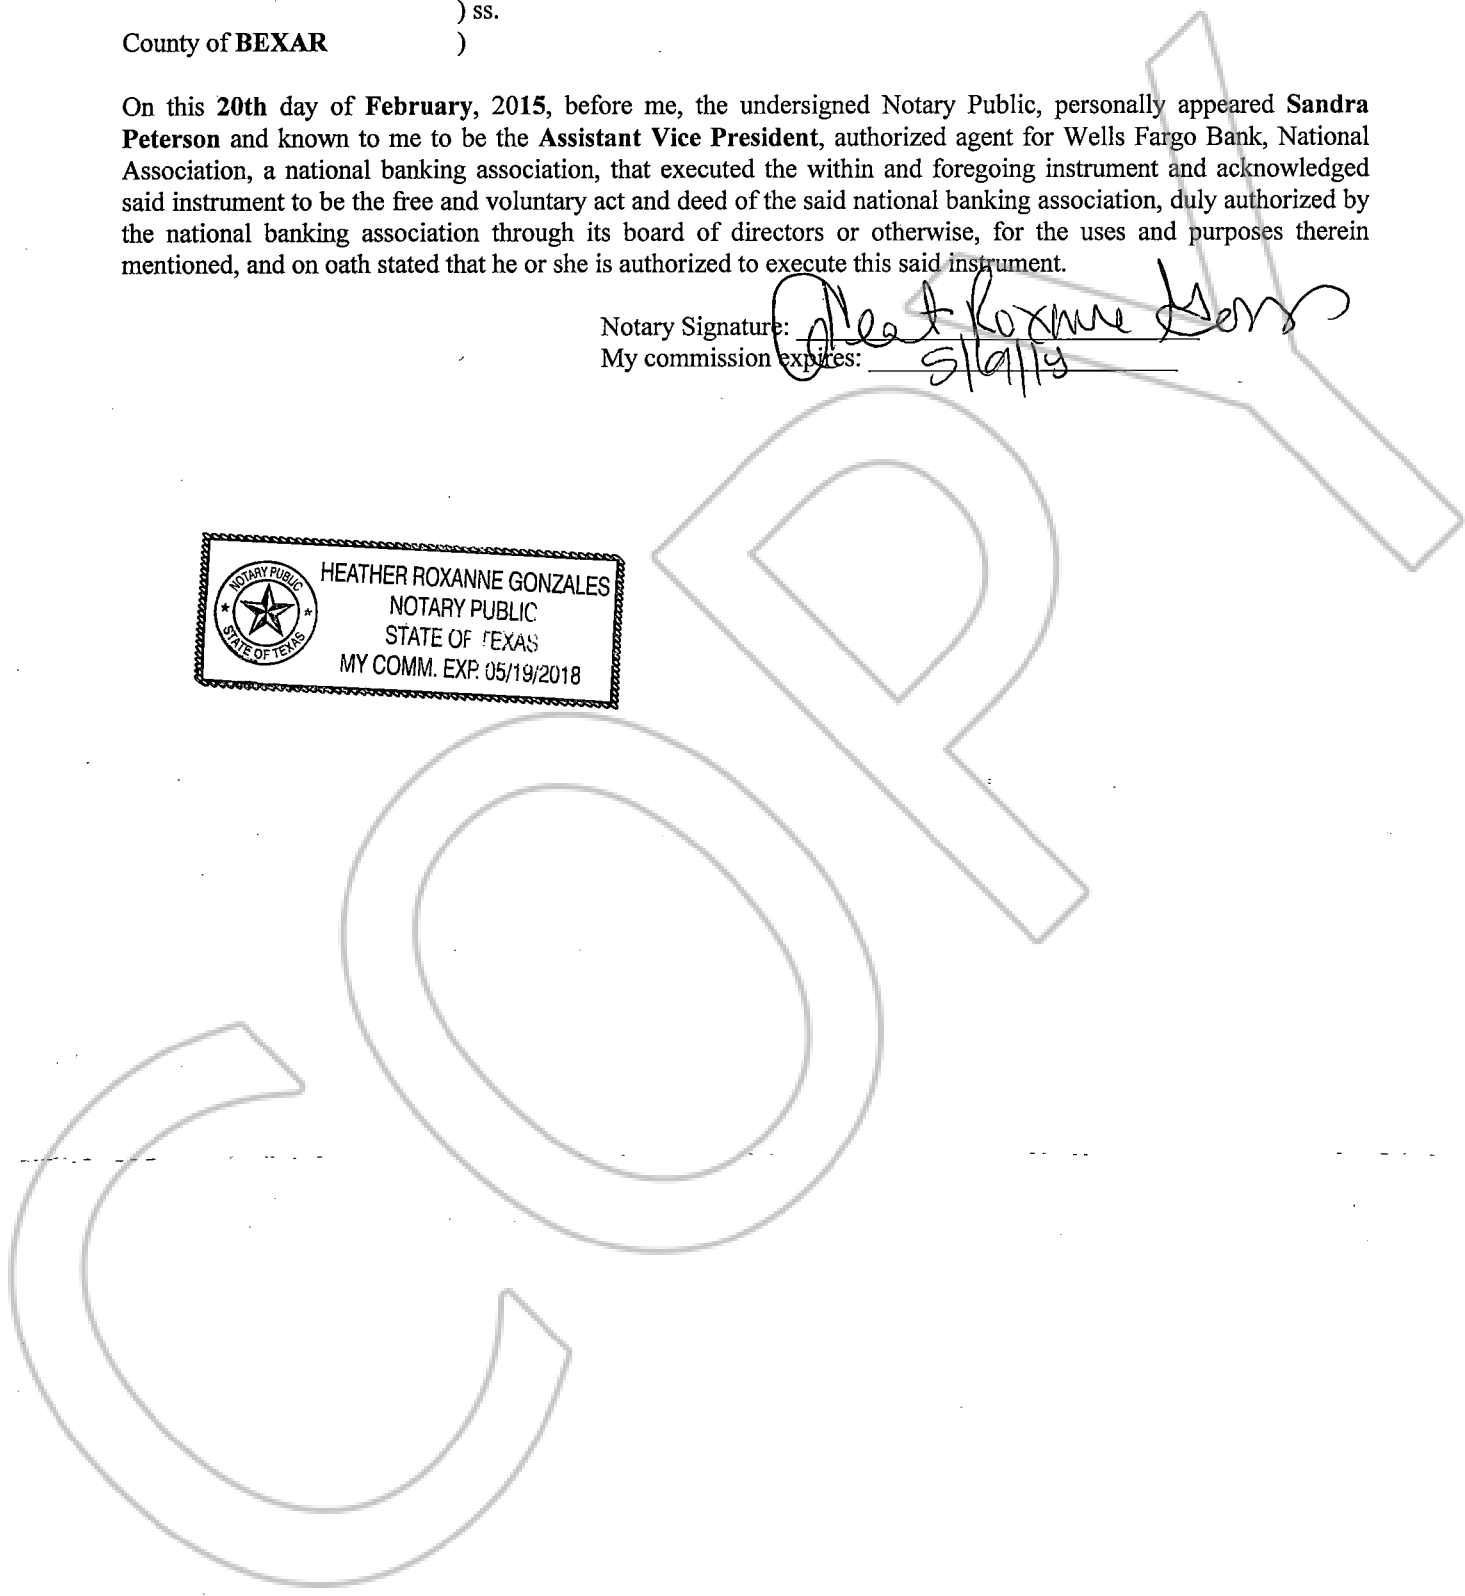 ) ss.
County of BEXAR )
On this 20th day of February, 2015, before me, the undersigned Notary Public, personally appeared Sandra
Peterson and known to me to be the Assistant Vice President, authorized agent for Wells Fargo Bank, National
Association, a national banking association, that executed the within and foregoing instrument and acknowledged
said instrument to be the free and voluntary act and deed of the said national banking association, duly authorized by
the national banking association through its board of directors or otherwise, for the uses and purposes therein
mentioned, and on oath stated that he or she is authorized to execute this said instrument.
Notary Signature: Roxanne
My commission expires:
NOTARY PUBLIC
STATE OF TEXAS
HEATHER ROXANNE GONZALES
NOTARY PUBLIC
STATE OF TEXAS
MY COMM. EXP. 05/19/2018
COPY